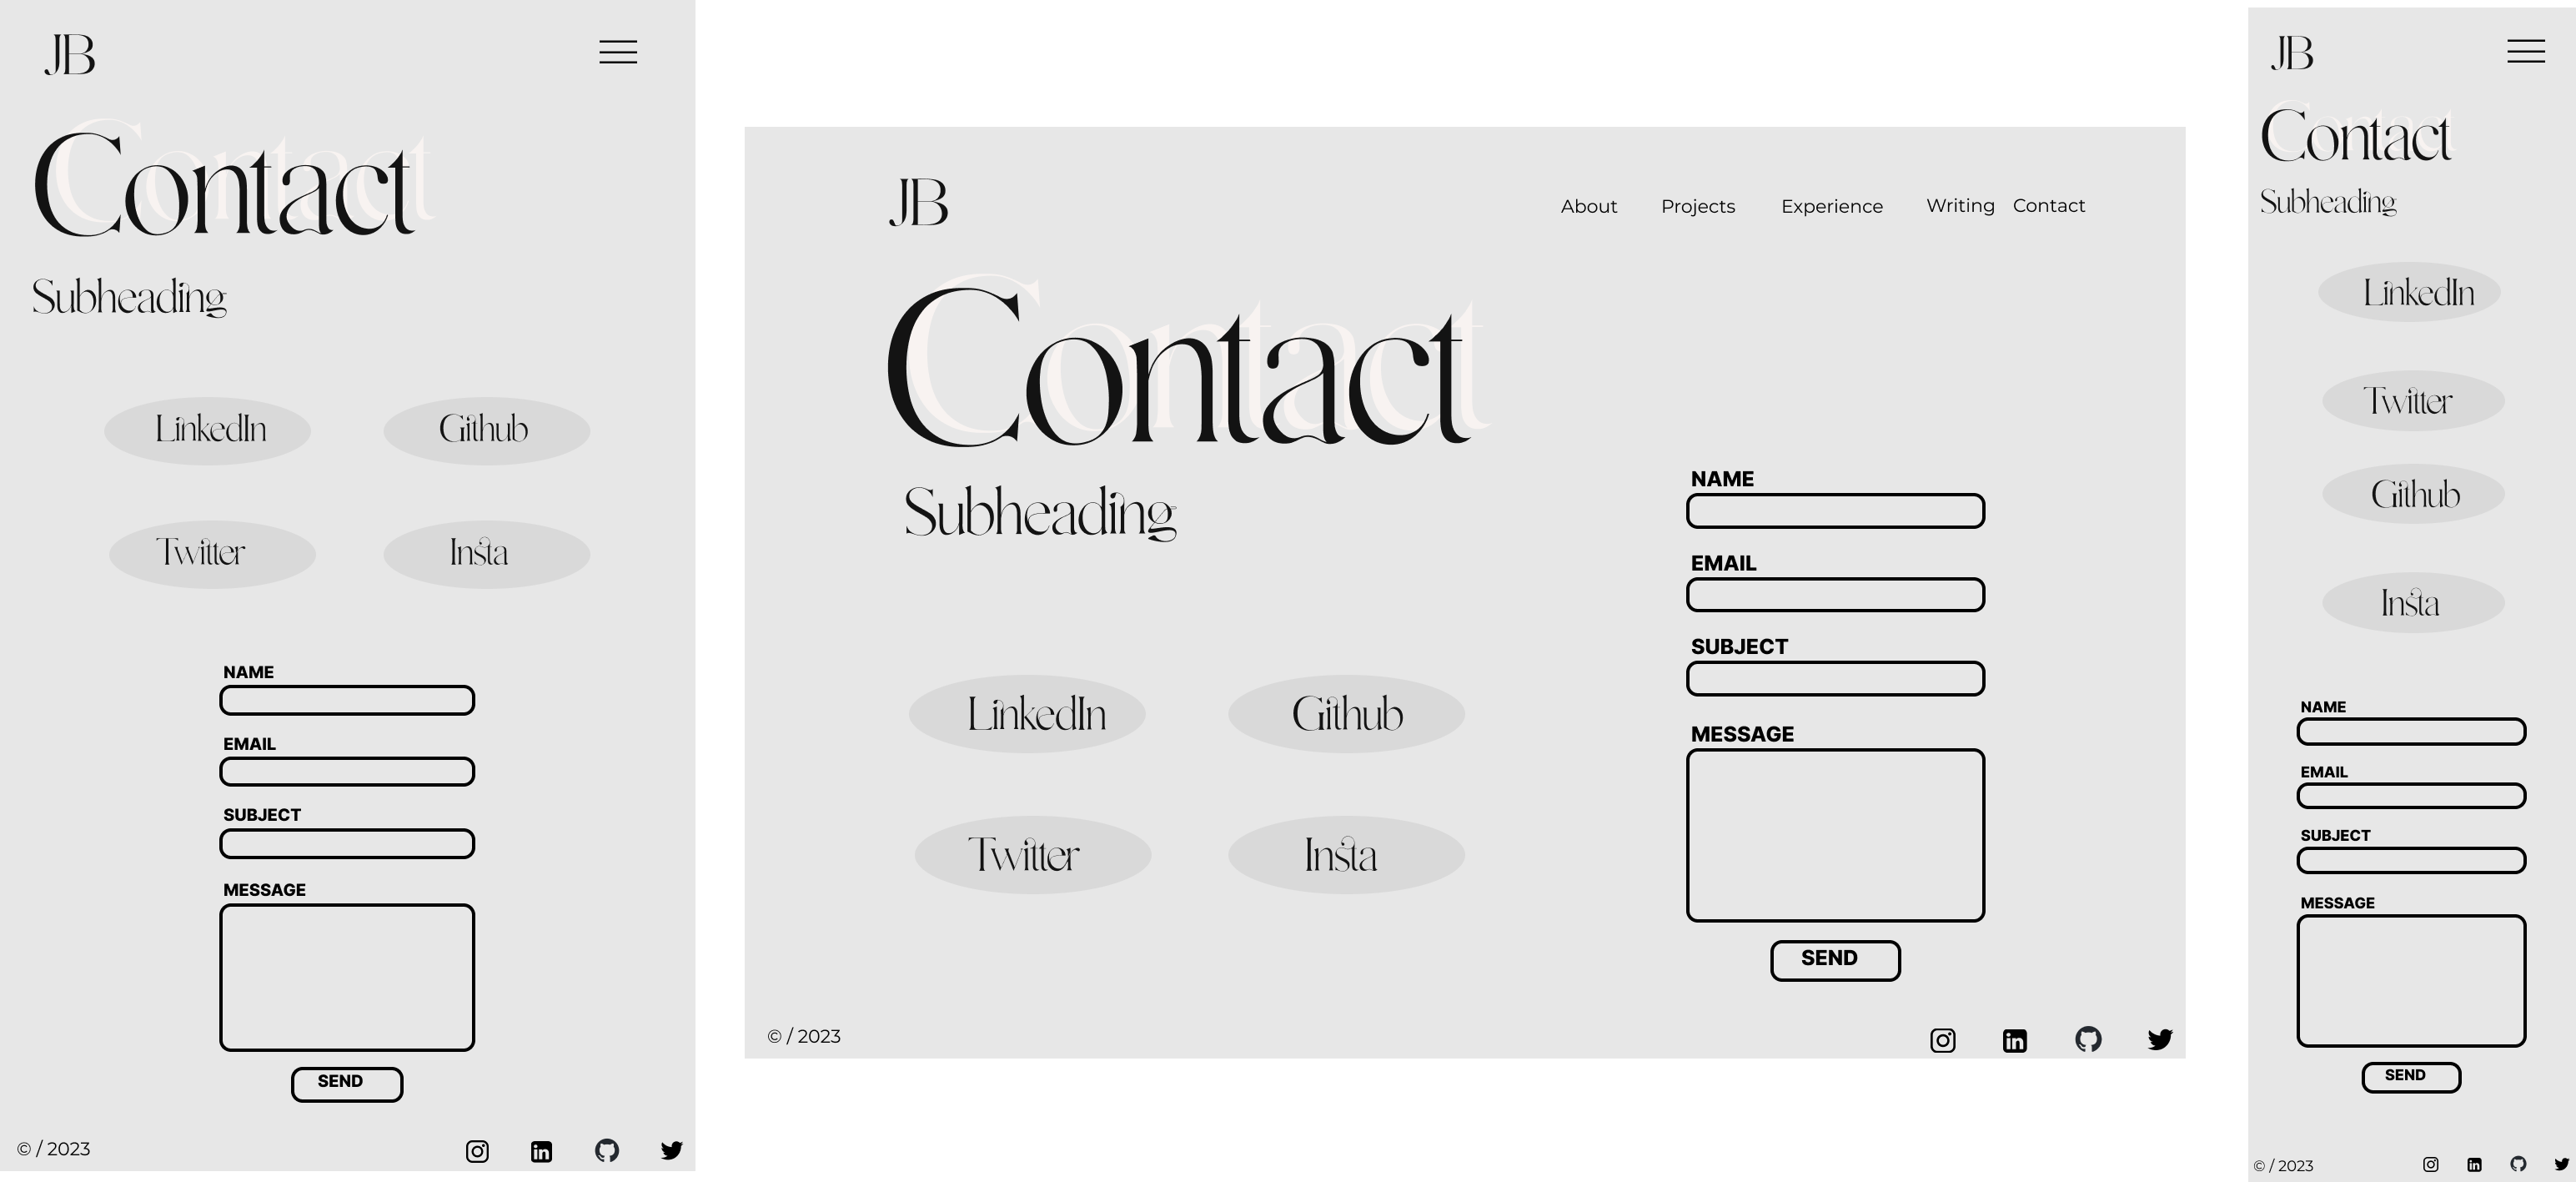 JB
Contact
Subheading
LinkedIn Github
Twitter Insta
NAME
EMAIL
SUBJECT
MESSAGE
SEND
© / 2023
JB
About Projects Experience Writing Contact
Contact
Subheading
LinkedIn Github
Twitter Insta
NAME
EMAIL
SUBJECT
MESSAGE
SEND
© / 2023
JB
Contact
Subheading
LinkedIn
Twitter
Github
Insta
NAME
EMAIL
SUBJECT
MESSAGE
SEND
© / 2023